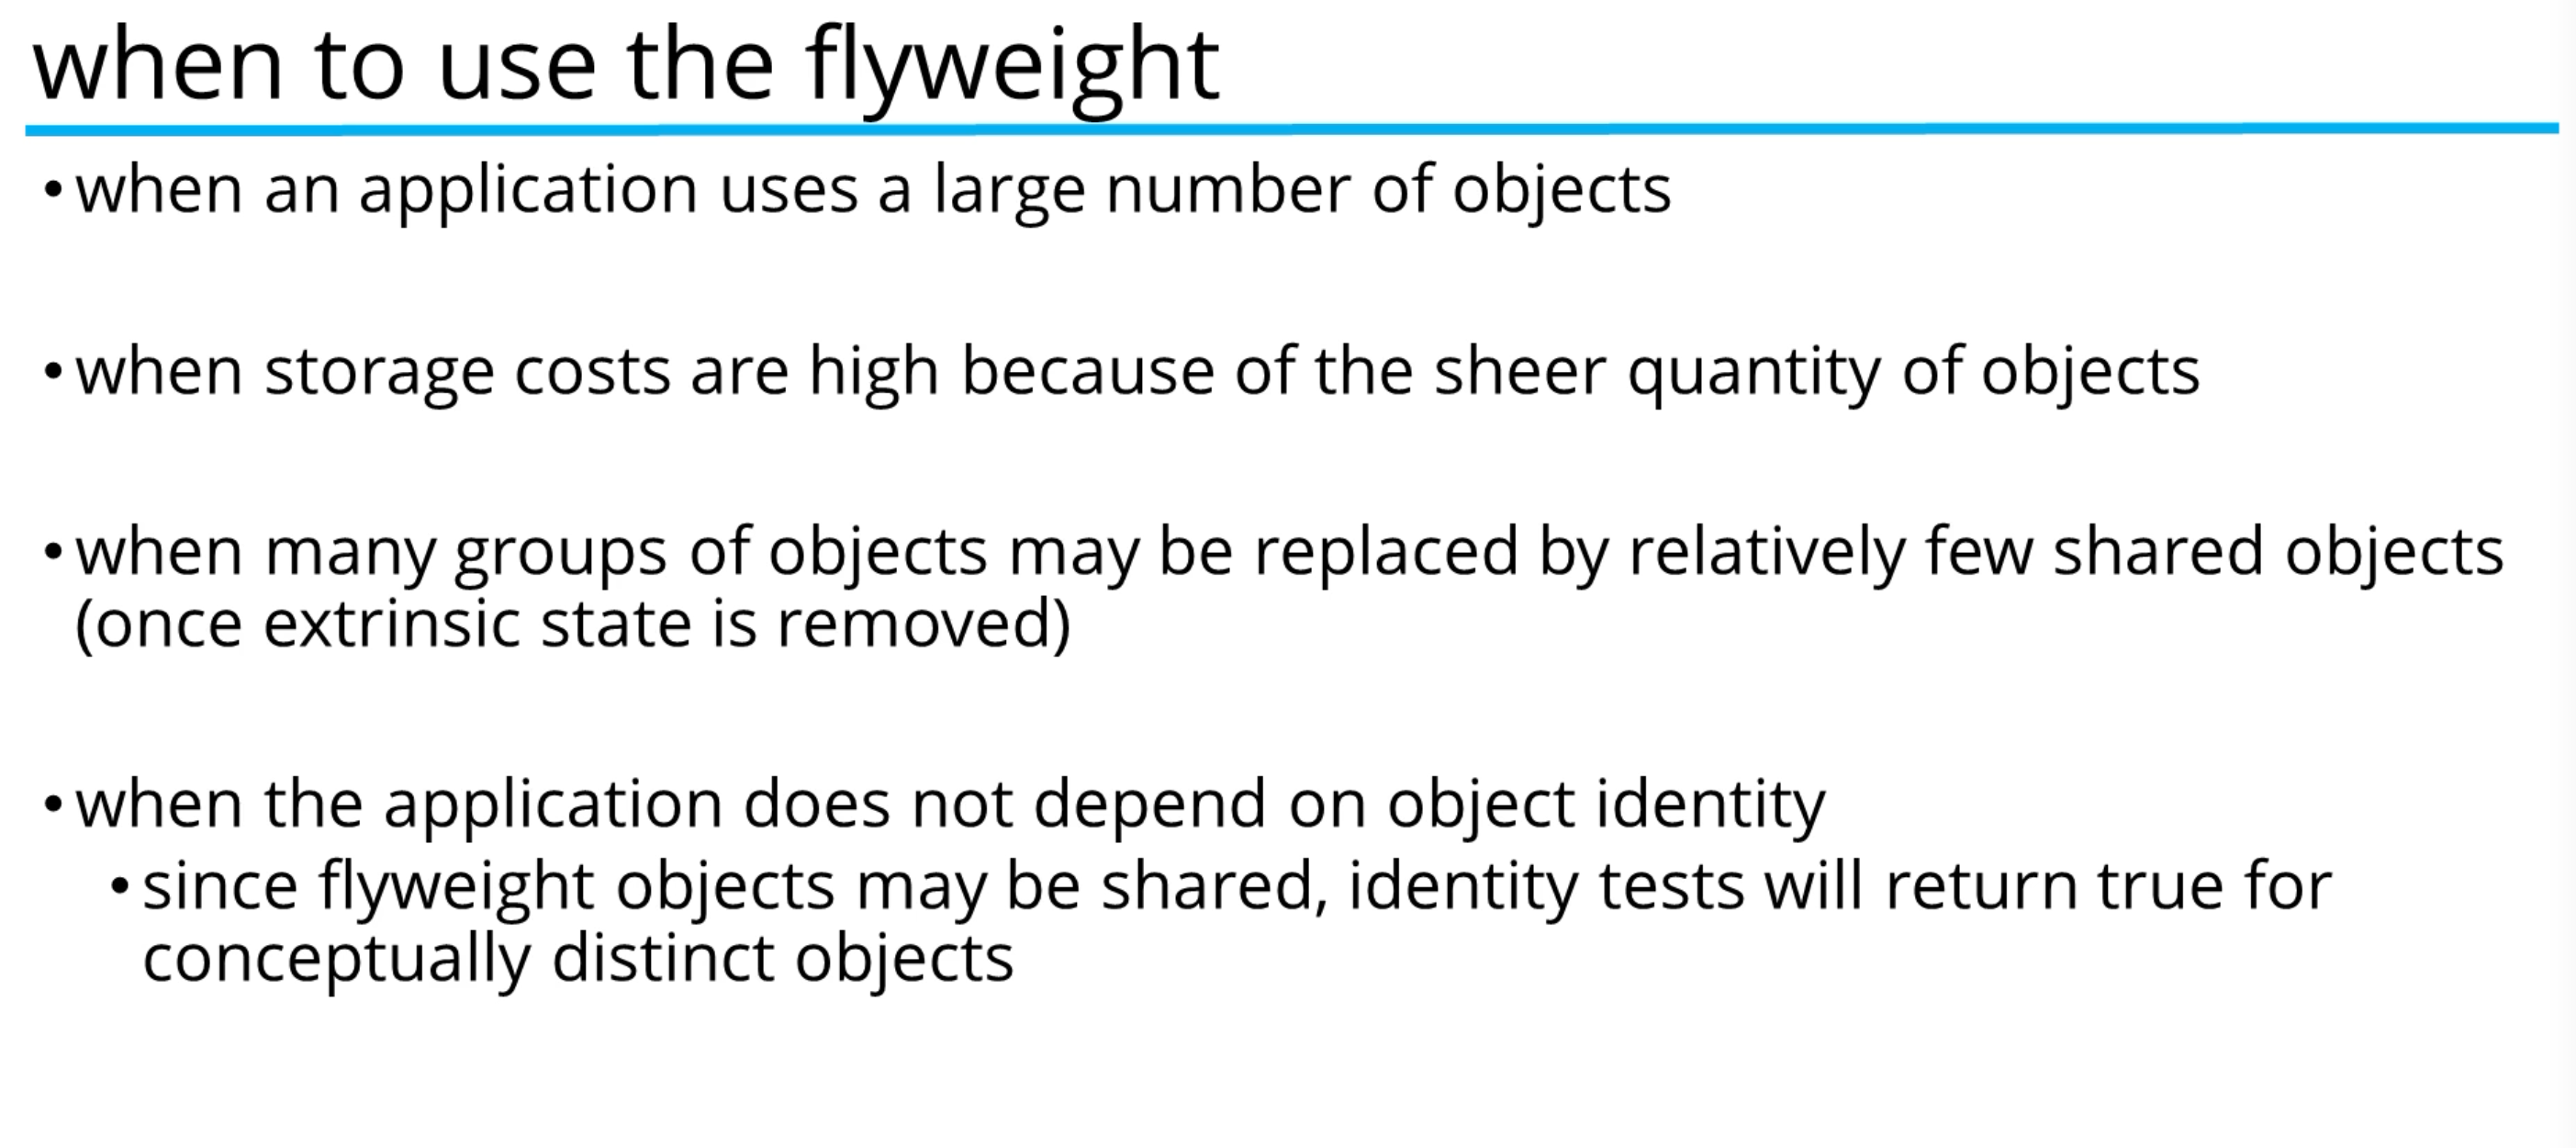 when to use the flyweight
• when an application uses a large number of objects
• when storage costs are high because of the sheer quantity of objects
• when many groups of objects may be replaced by relatively few shared objects
(once extrinsic state is removed)
• when the application does not depend on object identity
• since flyweight objects may be shared, identity tests will return true for
conceptually distinct objects